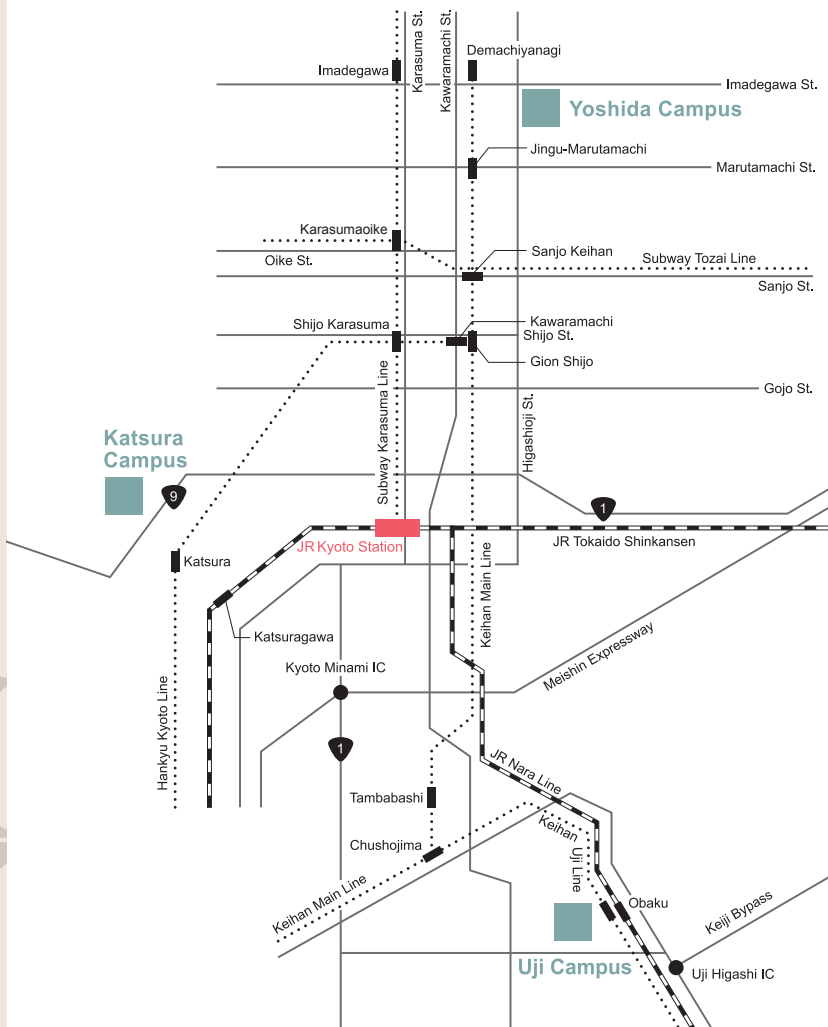 Karasuma St.
Kawaramachi St.
Demachiyanagi
Imadegawa
Imadegawa St.
Yoshida Campus
Jingu-Marutamachi
Marutamachi St.
Karasumaoike
Oike St.
Sanjo Keihan
Subway Tozai Line
Sanjo St.
Shijo Karasuma
Kawaramachi
Shijo St.
Gion Shijo
Subway Karasuma Line
Gojo St.
Higashioji St.
Katsura
Campus
9
1
JR Kyoto Station
JR Tokaido Shinkansen
Katsura
Keihan Main Line
Katsuragawa
Kyoto Minami IC
Meishin Expressway
Hankyu Kyoto Line
1
JR Nara Line
Tambabashi
Keihan
Uji Line
Chushojima
Keihan Main Line
Obaku
Keiji Bypass
Uji Campus
Uji Higashi IC